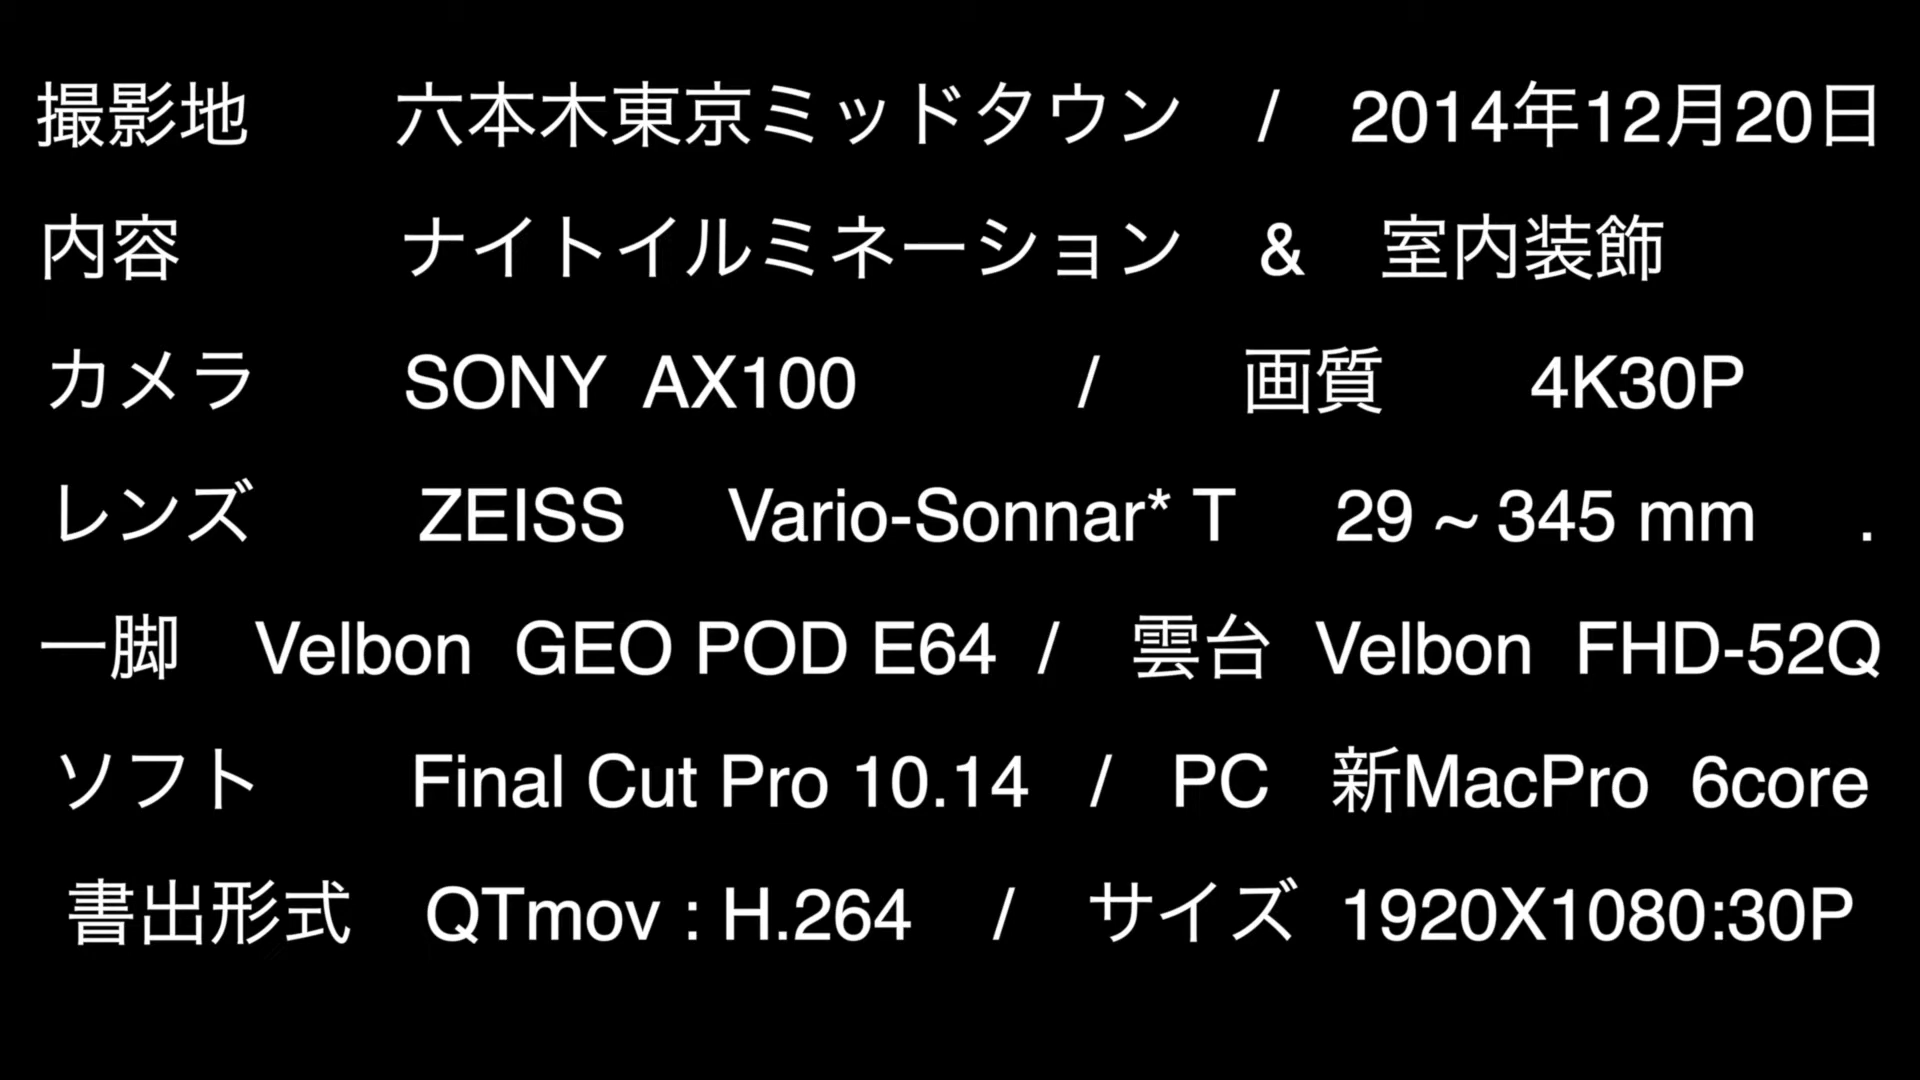 撮影地 六本木東京ミッドタウン / 2014年12月20日
内容 ナイトイルミネーション & 室内装飾
カメラ SONY AX100 / 画質 4K30P
レンズ ZEISS Vario-Sonnar* T 29 ~ 345 mm .
一脚 Velbon GEO POD E64 / 雲台 Velbon FHD-52Q
ソフト Final Cut Pro 10.14 / PC 新MacPro 6core
書出形式 QTmov : H.264 / サイズ 1920X1080:30P